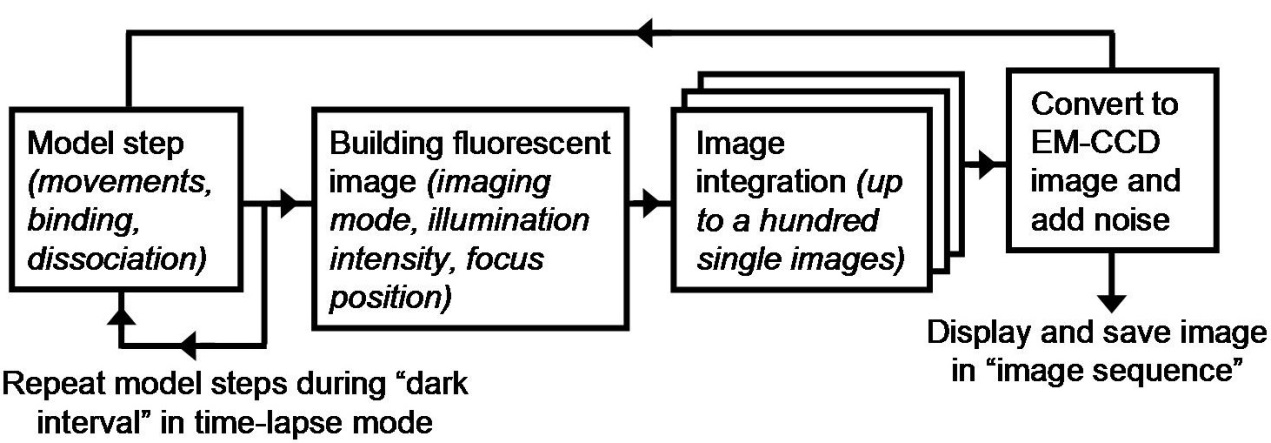 Model step
(movements,
binding,
dissociation)
Building fluorescent
image (imaging
mode, illumination
intensity, focus
position)
Image
integration (up
to a hundred
single images)
Convert to
EM-CCD
image and
add noise
Repeat model steps during “dark
interval” in time-lapse mode
Display and save image
in “image sequence”